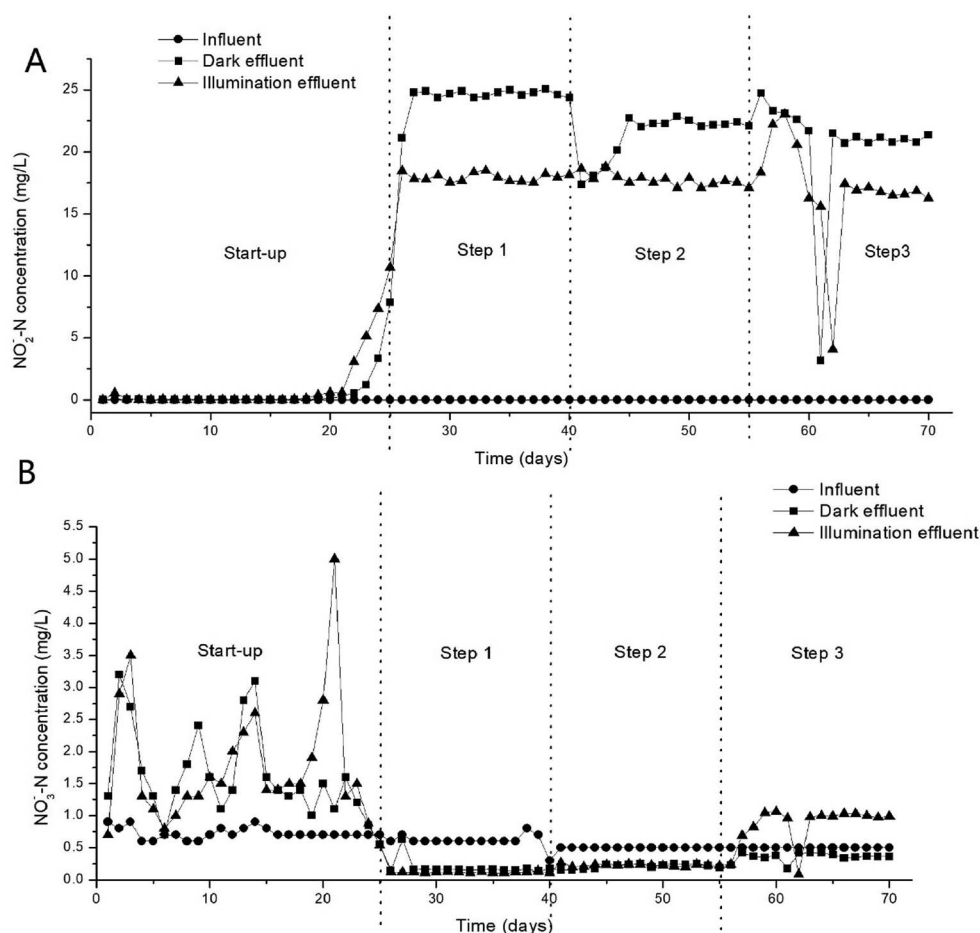 A
Influent
Dark effluent
Illumination effluent
25
20
15
10
5
0
NO₂⁻-N concentration (mg/L)
Start-up
Step 1
Step 2
Step3
0 10 20 30 40 50 60 70
Time (days)
B
Influent
Dark effluent
Illumination effluent
5.5
5.0
4.5
4.0
3.5
3.0
2.5
2.0
1.5
1.0
0.5
0.0
NO₃⁻-N concentration (mg/L)
Start-up
Step 1
Step 2
Step 3
0 10 20 30 40 50 60 70
Time (days)